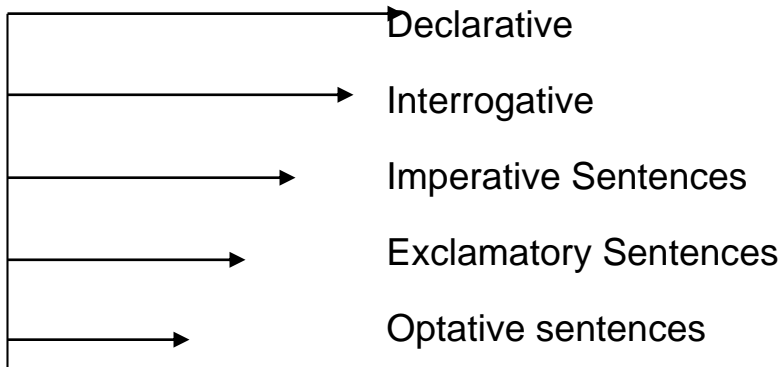 Declarative
Interrogative
Imperative Sentences
Exclamatory Sentences
Optative sentences